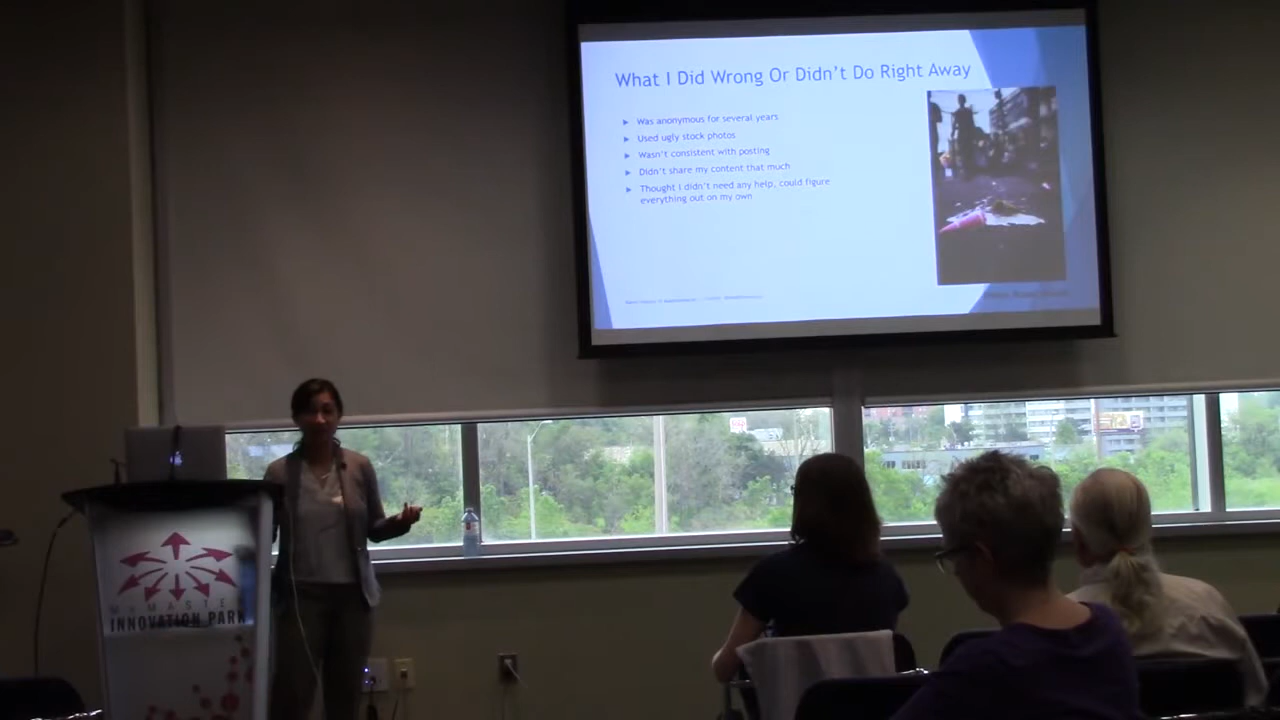 What I Did Wrong Or Didn't Do Right Away
Was anonymous for several years
Used ugly stock photos
Wasn't consistent with posting
Didn't share my content that much
Thought I didn't need any help, could figure
everything out on my own
McMASTER
INNOVATION PARK